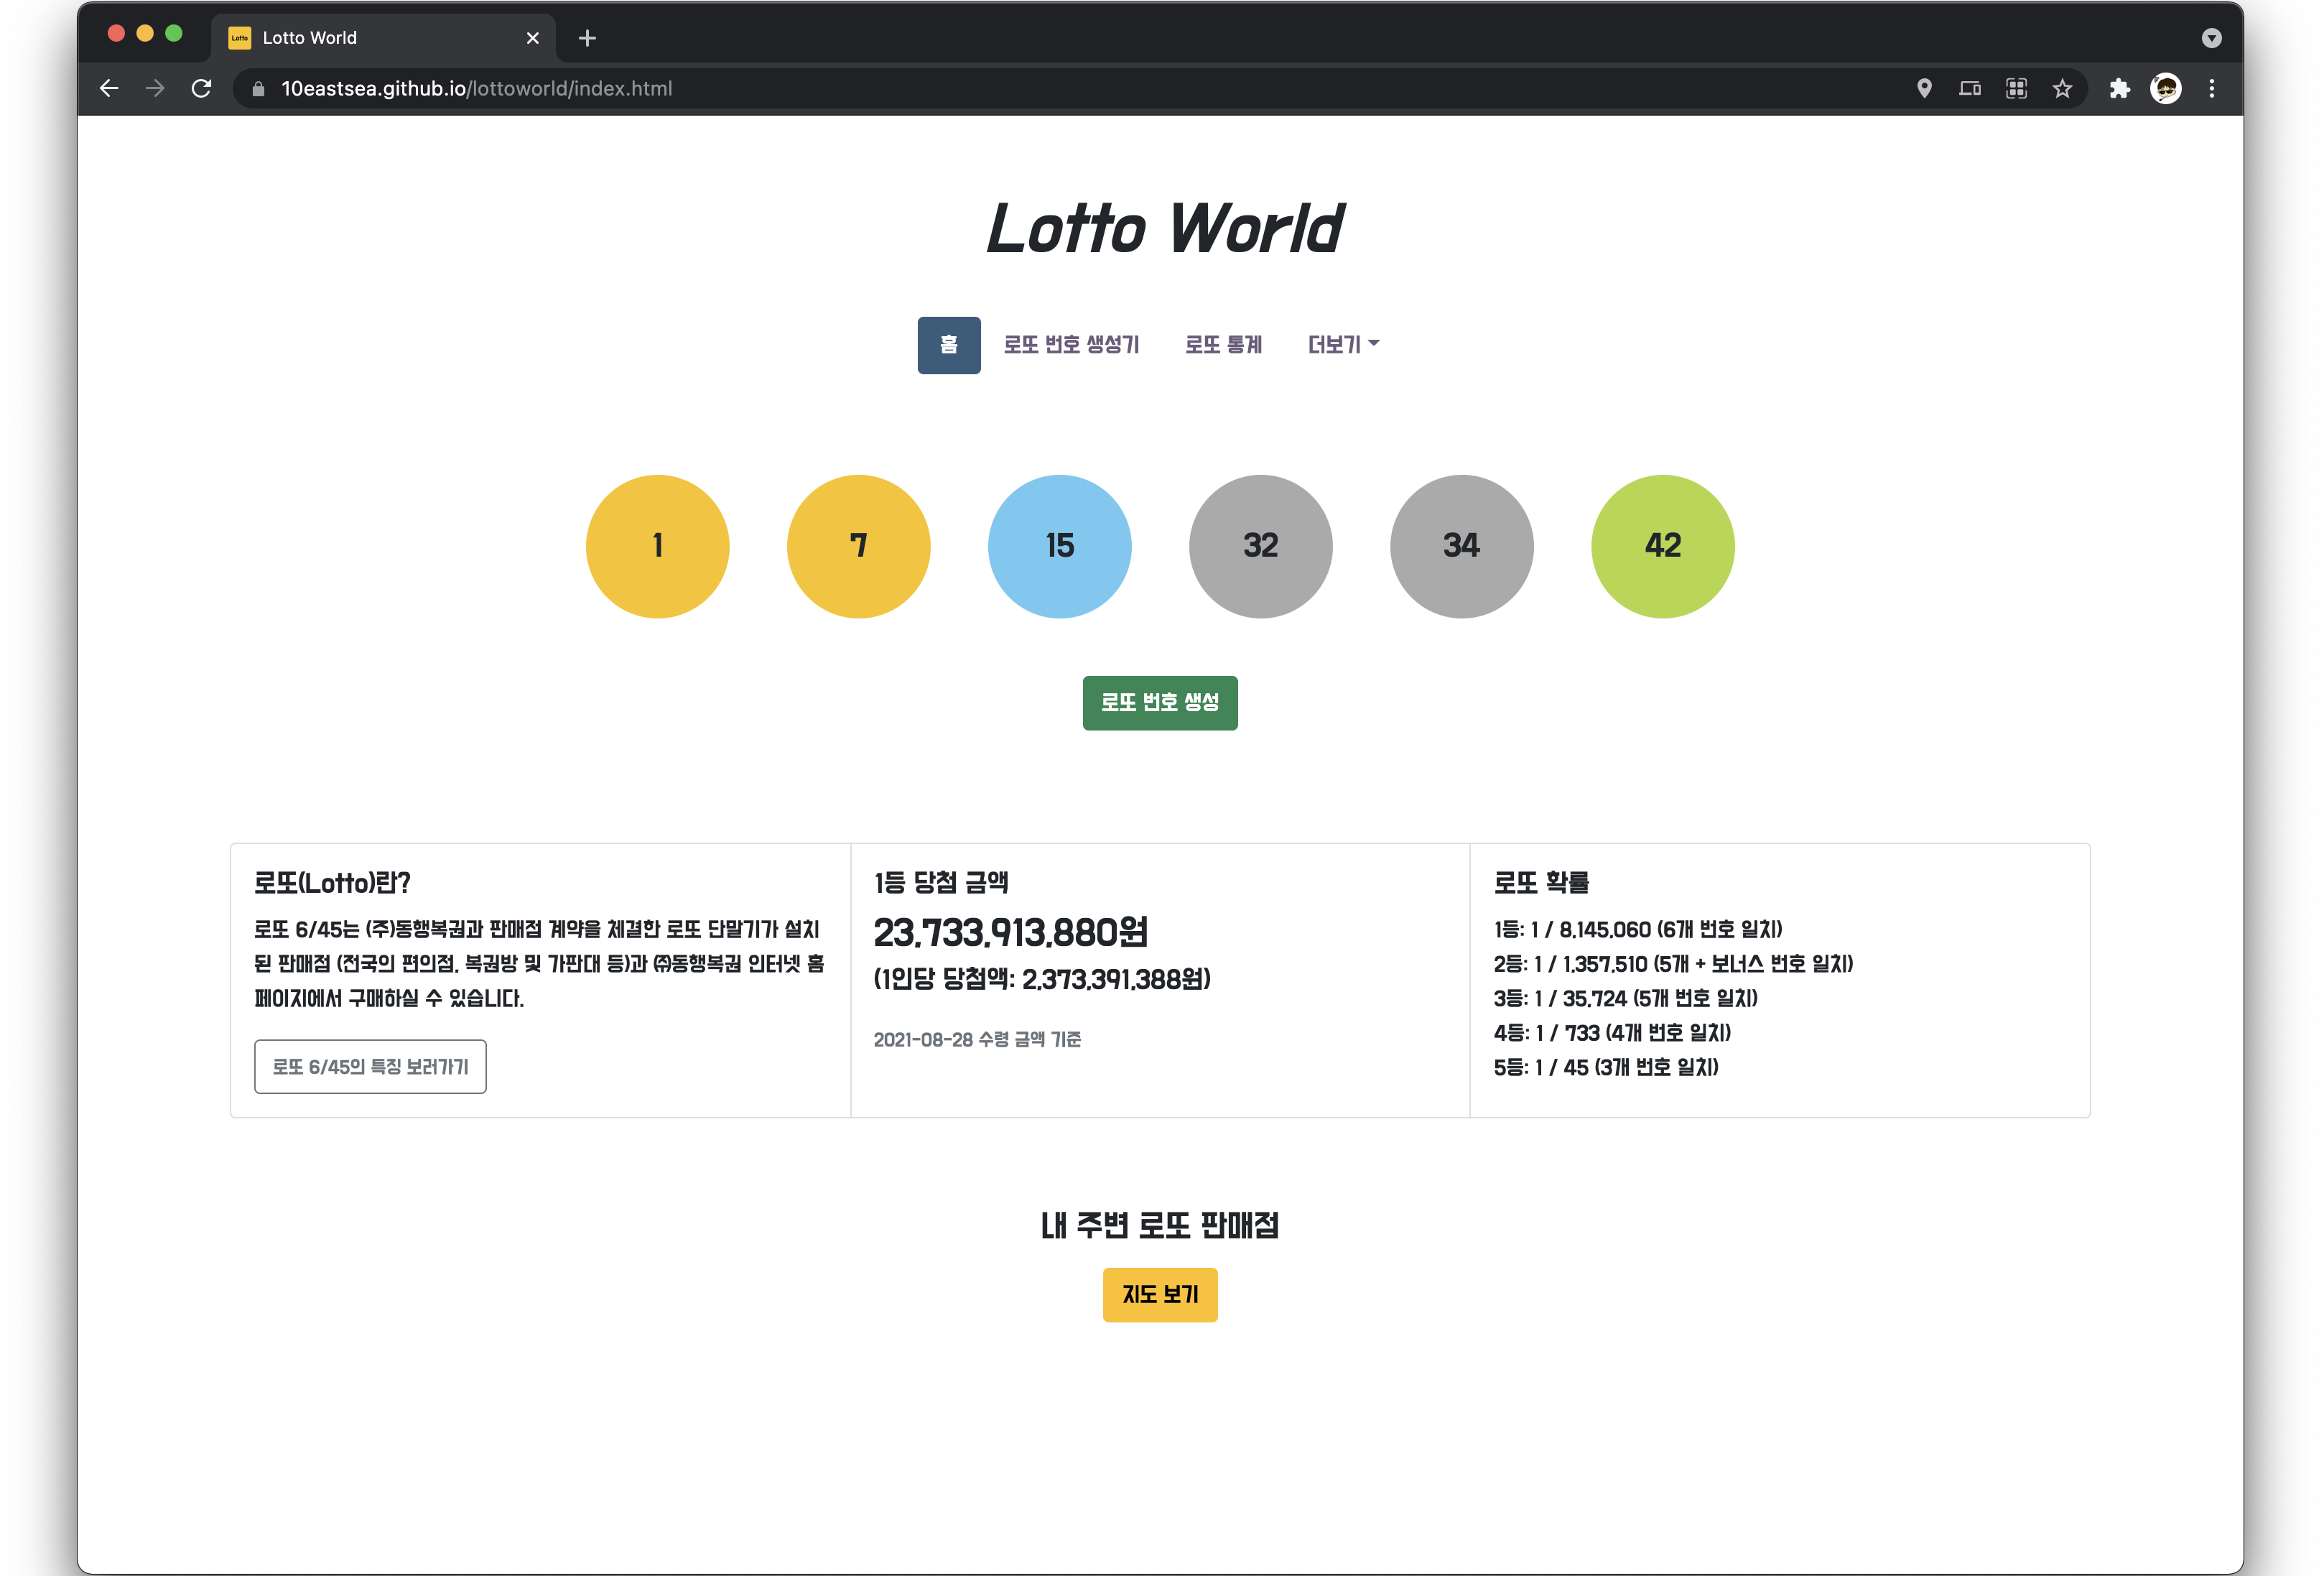 Lotto
Lotto World
10eastsea.github.io/lottoworld/index.html
Lotto World
홈
로또 번호 생성기
로또 통계
더보기
1
7
15
32
34
42
로또 번호 생성
로또(Lotto)란?
로또 6/45는 (주)동행복권과 판매점 계약을 체결한 로또 단말기가 설치
된 판매점 (전국의 편의점, 복권방 및 가판대 등)과 ㈜동행복권 인터넷 홈
페이지에서 구매하실 수 있습니다.
로또 6/45의 특징 보러가기
1등 당첨 금액
23,733,913,880원
(1인당 당첨액: 2,373,391,388원)
2021-08-28 수령 금액 기준
로또 확률
1등: 1 / 8,145,060 (6개 번호 일치)
2등: 1 / 1,357,510 (5개 + 보너스 번호 일치)
3등: 1 / 35,724 (5개 번호 일치)
4등: 1 / 733 (4개 번호 일치)
5등: 1 / 45 (3개 번호 일치)
내 주변 로또 판매점
지도 보기